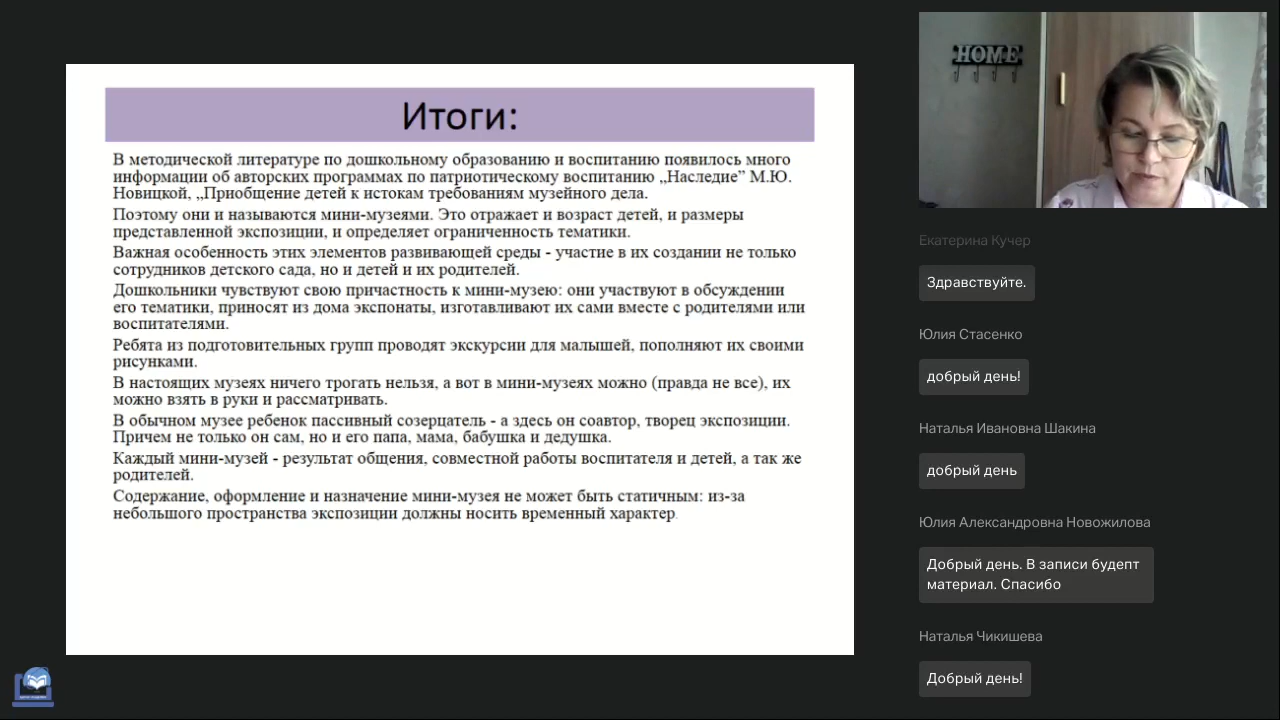 Итоги:
В методической литературе по дошкольному образованию и воспитанию появилось много
информации об авторских программах по патриотическому воспитанию „Наследие” М.Ю.
Новицкой, „Приобщение детей к истокам требованиям музейного дела.
Поэтому они и называются мини-музеями. Это отражает и возраст детей, и размеры
представленной экспозиции, и определяет ограниченность тематики.
Важная особенность этих элементов развивающей среды - участие в их создании не только
сотрудников детского сада, но и детей и их родителей.
Дошкольники чувствуют свою причастность к мини-музею: они участвуют в обсуждении
его тематики, приносят из дома экспонаты, изготавливают их сами вместе с родителями или
воспитателями.
Ребята из подготовительных групп проводят экскурсии для малышей, пополняют их своими
рисунками.
В настоящих музеях ничего трогать нельзя, а вот в мини-музеях можно (правда не все), их
можно взять в руки и рассматривать.
В обычном музее ребенок пассивный созерцатель - а здесь он соавтор, творец экспозиции.
Причем не только он сам, но и его папа, мама, бабушка и дедушка.
Каждый мини-музей - результат общения, совместной работы воспитателя и детей, а так же
родителей.
Содержание, оформление и назначение мини-музея не может быть статичным: из-за
небольшого пространства экспозиции должны носить временный характер.
HOME
Екатерина Кучер
Здравствуйте.
Юлия Стасенко
добрый день!
Наталья Ивановна Шакина
добрый день
Юлия Александровна Новожилова
Добрый день. В записи будепт
материал. Спасибо
Наталья Чикишева
Добрый день!